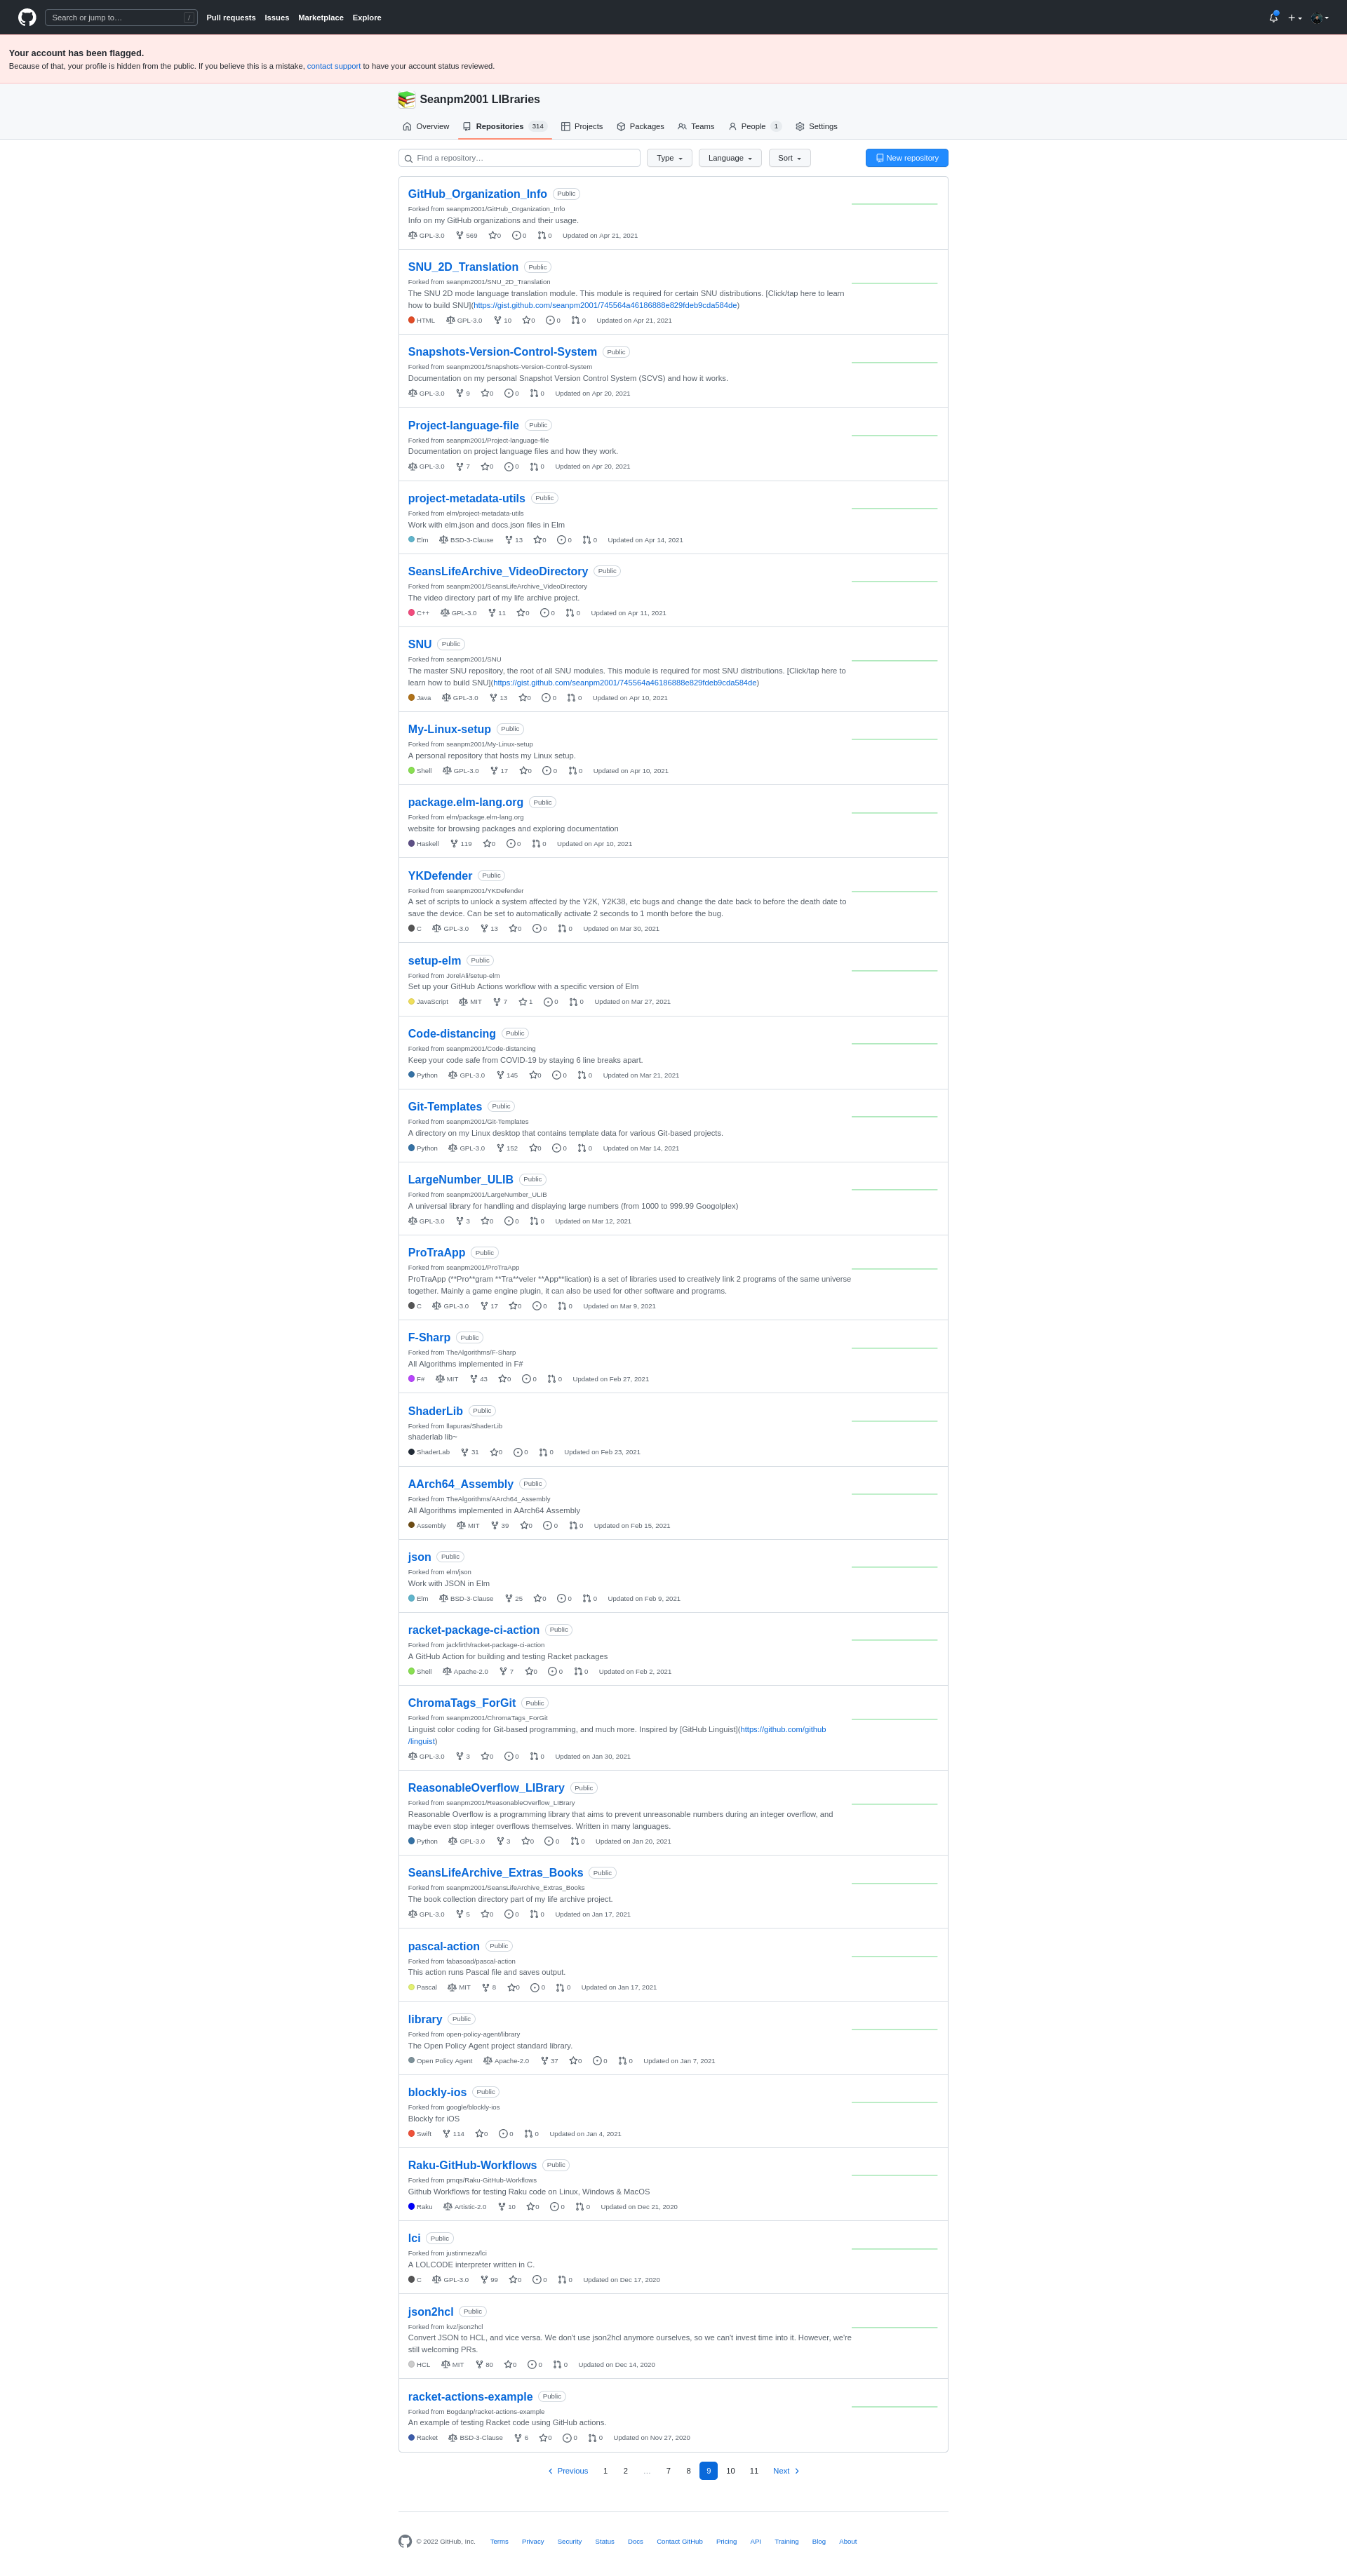 Search or jump to… /
Pull requests Issues Marketplace Explore
Your account has been flagged.
Because of that, your profile is hidden from the public. If you believe this is a mistake, contact support to have your account status reviewed.
Seanpm2001 LIBraries
Overview Repositories 314 Projects Packages Teams People 1 Settings
Find a repository… Type Language Sort New repository
GitHub_Organization_Info Public
Forked from seanpm2001/GitHub_Organization_Info
Info on my GitHub organizations and their usage.
GPL-3.0 569 0 0 0 Updated on Apr 21, 2021
SNU_2D_Translation Public
Forked from seanpm2001/SNU_2D_Translation
The SNU 2D mode language translation module. This module is required for certain SNU distributions. [Click/tap here to learn
how to build SNU](https://gist.github.com/seanpm2001/745564a46186888e829fdeb9cda584de)
HTML GPL-3.0 10 0 0 0 Updated on Apr 21, 2021
Snapshots-Version-Control-System Public
Forked from seanpm2001/Snapshots-Version-Control-System
Documentation on my personal Snapshot Version Control System (SCVS) and how it works.
GPL-3.0 9 0 0 0 Updated on Apr 20, 2021
Project-language-file Public
Forked from seanpm2001/Project-language-file
Documentation on project language files and how they work.
GPL-3.0 7 0 0 0 Updated on Apr 20, 2021
project-metadata-utils Public
Forked from elm/project-metadata-utils
Work with elm.json and docs.json files in Elm
Elm BSD-3-Clause 13 0 0 0 Updated on Apr 14, 2021
SeansLifeArchive_VideoDirectory Public
Forked from seanpm2001/SeansLifeArchive_VideoDirectory
The video directory part of my life archive project.
C++ GPL-3.0 11 0 0 0 Updated on Apr 11, 2021
SNU Public
Forked from seanpm2001/SNU
The master SNU repository, the root of all SNU modules. This module is required for most SNU distributions. [Click/tap here to
learn how to build SNU](https://gist.github.com/seanpm2001/745564a46186888e829fdeb9cda584de)
Java GPL-3.0 13 0 0 0 Updated on Apr 10, 2021
My-Linux-setup Public
Forked from seanpm2001/My-Linux-setup
A personal repository that hosts my Linux setup.
Shell GPL-3.0 17 0 0 0 Updated on Apr 10, 2021
package.elm-lang.org Public
Forked from elm/package.elm-lang.org
website for browsing packages and exploring documentation
Haskell 119 0 0 0 Updated on Apr 10, 2021
YKDefender Public
Forked from seanpm2001/YKDefender
A set of scripts to unlock a system affected by the Y2K, Y2K38, etc bugs and change the date back to before the death date to
save the device. Can be set to automatically activate 2 seconds to 1 month before the bug.
C GPL-3.0 13 0 0 0 Updated on Mar 30, 2021
setup-elm Public
Forked from JorelAli/setup-elm
Set up your GitHub Actions workflow with a specific version of Elm
JavaScript MIT 7 1 0 0 Updated on Mar 27, 2021
Code-distancing Public
Forked from seanpm2001/Code-distancing
Keep your code safe from COVID-19 by staying 6 line breaks apart.
Python GPL-3.0 145 0 0 0 Updated on Mar 21, 2021
Git-Templates Public
Forked from seanpm2001/Git-Templates
A directory on my Linux desktop that contains template data for various Git-based projects.
Python GPL-3.0 152 0 0 0 Updated on Mar 14, 2021
LargeNumber_ULIB Public
Forked from seanpm2001/LargeNumber_ULIB
A universal library for handling and displaying large numbers (from 1000 to 999.99 Googolplex)
GPL-3.0 3 0 0 0 Updated on Mar 12, 2021
ProTraApp Public
Forked from seanpm2001/ProTraApp
ProTraApp (**Pro**gram **Tra**veler **App**lication) is a set of libraries used to creatively link 2 programs of the same universe
together. Mainly a game engine plugin, it can also be used for other software and programs.
C GPL-3.0 17 0 0 0 Updated on Mar 9, 2021
F-Sharp Public
Forked from TheAlgorithms/F-Sharp
All Algorithms implemented in F#
F# MIT 43 0 0 0 Updated on Feb 27, 2021
ShaderLib Public
Forked from llapuras/ShaderLib
shaderlab lib~
ShaderLab 31 0 0 0 Updated on Feb 23, 2021
AArch64_Assembly Public
Forked from TheAlgorithms/AArch64_Assembly
All Algorithms implemented in AArch64 Assembly
Assembly MIT 39 0 0 0 Updated on Feb 15, 2021
json Public
Forked from elm/json
Work with JSON in Elm
Elm BSD-3-Clause 25 0 0 0 Updated on Feb 9, 2021
racket-package-ci-action Public
Forked from jackfirth/racket-package-ci-action
A GitHub Action for building and testing Racket packages
Shell Apache-2.0 7 0 0 0 Updated on Feb 2, 2021
ChromaTags_ForGit Public
Forked from seanpm2001/ChromaTags_ForGit
Linguist color coding for Git-based programming, and much more. Inspired by [GitHub Linguist](https://github.com/github
/linguist)
GPL-3.0 3 0 0 0 Updated on Jan 30, 2021
ReasonableOverflow_LIBrary Public
Forked from seanpm2001/ReasonableOverflow_LIBrary
Reasonable Overflow is a programming library that aims to prevent unreasonable numbers during an integer overflow, and
maybe even stop integer overflows themselves. Written in many languages.
Python GPL-3.0 3 0 0 0 Updated on Jan 20, 2021
SeansLifeArchive_Extras_Books Public
Forked from seanpm2001/SeansLifeArchive_Extras_Books
The book collection directory part of my life archive project.
GPL-3.0 5 0 0 0 Updated on Jan 17, 2021
pascal-action Public
Forked from fabasoad/pascal-action
This action runs Pascal file and saves output.
Pascal MIT 8 0 0 0 Updated on Jan 17, 2021
library Public
Forked from open-policy-agent/library
The Open Policy Agent project standard library.
Open Policy Agent Apache-2.0 37 0 0 0 Updated on Jan 7, 2021
blockly-ios Public
Forked from google/blockly-ios
Blockly for iOS
Swift 114 0 0 0 Updated on Jan 4, 2021
Raku-GitHub-Workflows Public
Forked from pmqs/Raku-GitHub-Workflows
Github Workflows for testing Raku code on Linux, Windows & MacOS
Raku Artistic-2.0 10 0 0 0 Updated on Dec 21, 2020
lci Public
Forked from justinmeza/lci
A LOLCODE interpreter written in C.
C GPL-3.0 99 0 0 0 Updated on Dec 17, 2020
json2hcl Public
Forked from kvz/json2hcl
Convert JSON to HCL, and vice versa. We don't use json2hcl anymore ourselves, so we can't invest time into it. However, we're
still welcoming PRs.
HCL MIT 80 0 0 0 Updated on Dec 14, 2020
racket-actions-example Public
Forked from Bogdanp/racket-actions-example
An example of testing Racket code using GitHub actions.
Racket BSD-3-Clause 6 0 0 0 Updated on Nov 27, 2020
Previous 1 2 … 7 8 9 10 11 Next
© 2022 GitHub, Inc. Terms Privacy Security Status Docs Contact GitHub Pricing API Training Blog About